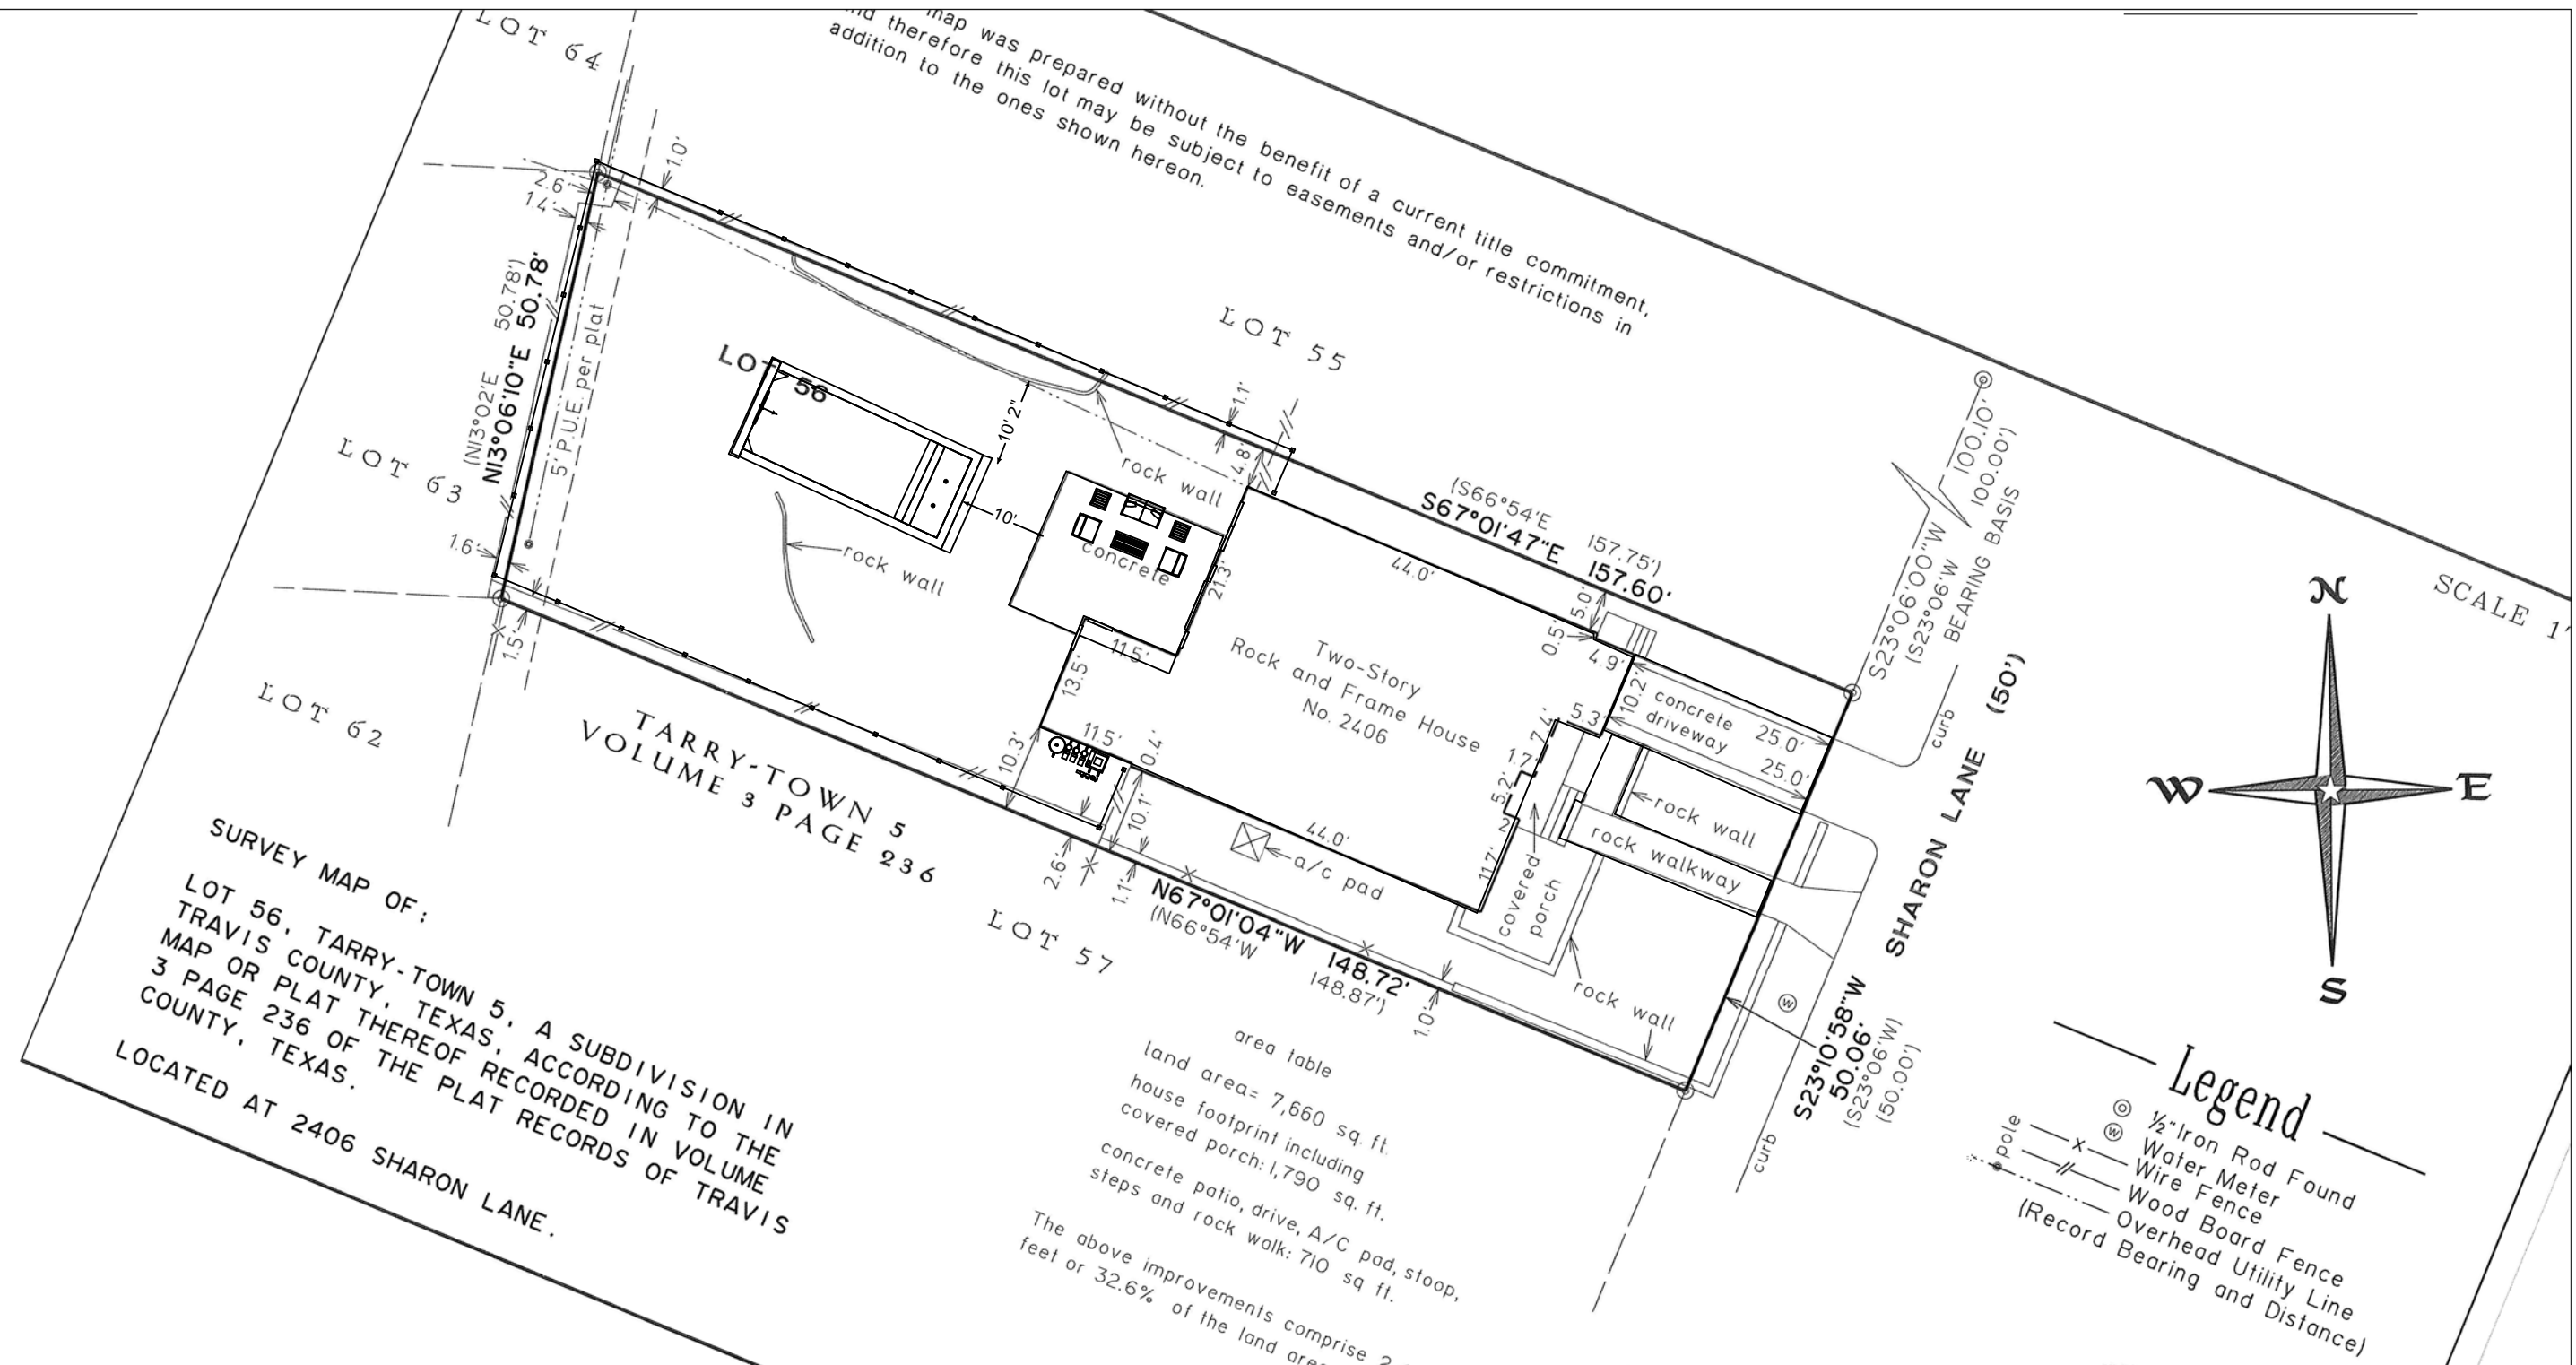 LOT 64
map was prepared without the benefit of a current title commitment,
therefore this lot may be subject to easements and/or restrictions in
addition to the ones shown hereon.
1.0'
2.6'
1.4'
(N13°02'E 50.78')
N13°06'10"E 50.78'
5' P.U.E. per plat
LOT 56
LOT 55
10' 2"
10'
rock wall
rock wall
concrete
1.1'
4.8'
21.3'
11.5'
13.5'
11.5'
10.3'
0.4'
10.1'
44.0'
(S66°54'E 157.75')
S67°01'47"E 157.60'
5.0'
0.5'
4.9'
10.2'
Two-Story
Rock and Frame House
No. 2406
concrete
driveway
25.0'
25.0'
5.3'
7.4'
1.7'
5.2'
2'
11.7'
44.0'
a/c pad
covered
porch
rock wall
rock walkway
rock wall
1.0'
LOT 63
1.6'
1.5'
LOT 62
TARRY-TOWN 5
VOLUME 3 PAGE 236
2.6'
1.1'
LOT 57
N67°01'04"W 148.72'
(N66°54'W 148.87')
S23°06'00"W 100.10'
(S23°06'W 100.00')
BEARING BASIS
curb
SHARON LANE (50')
S23°10'58"W
50.06'
(S23°06'W)
(50.00')
curb
W
SCALE 1"
N
W
E
S
Legend
½" Iron Rod Found
W Water Meter
x Wire Fence
// Wood Board Fence
pole Overhead Utility Line
(Record Bearing and Distance)
SURVEY MAP OF:
LOT 56, TARRY-TOWN 5, A SUBDIVISION IN
TRAVIS COUNTY, TEXAS, ACCORDING TO THE
MAP OR PLAT THEREOF RECORDED IN VOLUME
3 PAGE 236 OF THE PLAT RECORDS OF TRAVIS
COUNTY, TEXAS.
LOCATED AT 2406 SHARON LANE.
area table
land area= 7,660 sq. ft.
house footprint including
covered porch: 1,790 sq. ft.
concrete patio, drive, A/C pad, stoop,
steps and rock walk: 710 sq ft.
The above improvements comprise
feet or 32.6% of the land